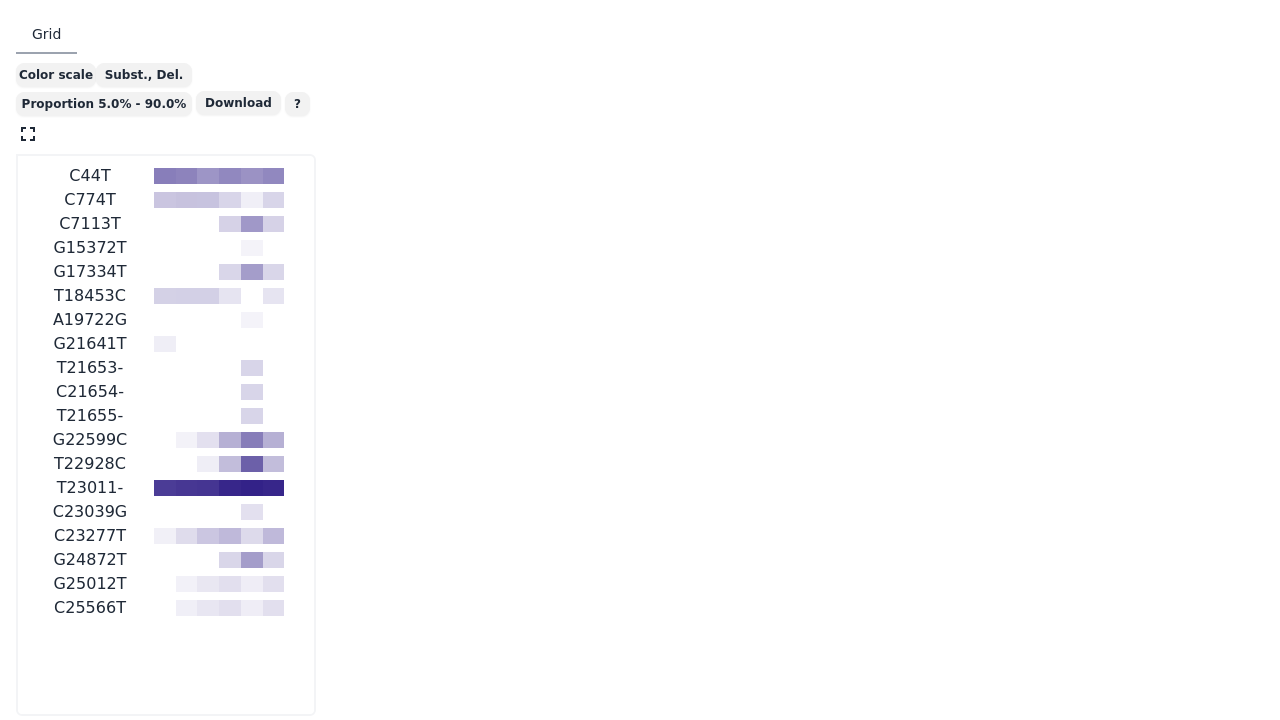 Grid
Color scale Subst., Del.
Proportion 5.0% - 90.0% Download ?
C44T
C774T
C7113T
G15372T
G17334T
T18453C
A19722G
G21641T
T21653-
C21654-
T21655-
G22599C
T22928C
T23011-
C23039G
C23277T
G24872T
G25012T
C25566T